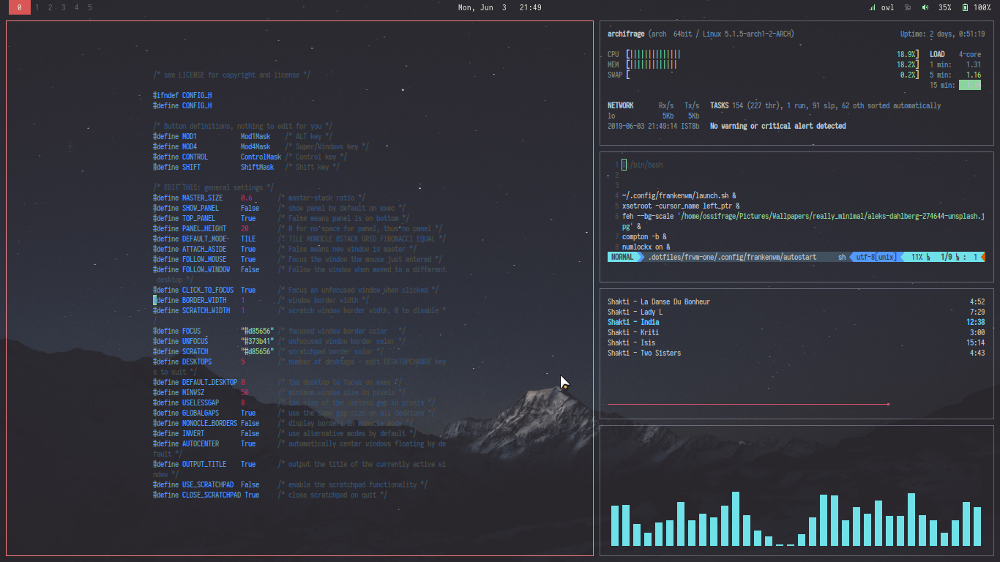 0 1 2 3 4 5
Mon, Jun 3 21:49
owl 35% 100%
/* see LICENSE for copyright and license */
#ifndef CONFIG_H
#define CONFIG_H
/* Button definitions, nothing to edit for you */
#define MOD1 Mod1Mask /* ALT key */
#define MOD4 Mod4Mask /* Super/Windows key */
#define CONTROL ControlMask /* Control key */
#define SHIFT ShiftMask /* Shift key */
/* EDIT THIS: general settings */
#define MASTER_SIZE 0.6 /* master-stack ratio */
#define SHOW_PANEL False /* show panel by default on exec */
#define TOP_PANEL True /* False means panel is on bottom */
#define PANEL_HEIGHT 20 /* 0 for no space for panel, thus no panel */
#define DEFAULT_MODE TILE /* TILE MONOCLE BSTACK GRID FIBONACCI EQUAL */
#define ATTACH_ASIDE True /* False means new window is master */
#define FOLLOW_MOUSE True /* Focus the window the mouse just entered */
#define FOLLOW_WINDOW False /* Follow the window when moved to a different
desktop */
#define CLICK_TO_FOCUS True /* Focus an unfocused window when clicked */
#define BORDER_WIDTH 1 /* window border width */
#define SCRATCH_WIDTH 1 /* scratch window border width, 0 to disable *
/
#define FOCUS "#d85656" /* focused window border color */
#define UNFOCUS "#373b41" /* unfocused window border color */
#define SCRATCH "#d85656" /* scratchpad border color */
#define DESKTOPS 5 /* number of desktops - edit DESKTOPCHANGE key
s to suit */
#define DEFAULT_DESKTOP 0 /* the desktop to focus on exec */
#define MINWSZ 50 /* minimum window size in pixels */
#define USELESSGAP 8 /* the size of the useless gap in pixels */
#define GLOBALGAPS True /* use the same gap size on all desktops */
#define MONOCLE_BORDERS False /* display borders in monocle mode */
#define INVERT False /* use alternative modes by default */
#define AUTOCENTER True /* automatically center windows floating by de
fault */
#define OUTPUT_TITLE True /* output the title of the currently active wi
ndow */
#define USE_SCRATCHPAD False /* enable the scratchpad functionality */
#define CLOSE_SCRATCHPAD True /* close scratchpad on quit */
archifrage (arch 64bit / Linux 5.1.5-arch1-2-ARCH) Uptime: 2 days, 0:51:19
CPU [||||||||||||||| 18.9%] LOAD 4-core
MEM [|||||||||||||| 18.2%] 1 min: 1.31
SWAP [ 0.2%] 5 min: 1.16
15 min:
NETWORK Rx/s Tx/s TASKS 154 (227 thr), 1 run, 91 slp, 62 oth sorted automatically
lo 5Kb 5Kb
2019-06-03 21:49:14 IST8b No warning or critical alert detected
1 /bin/bash
2
3
4 ~/.config/frankenwm/launch.sh &
5 xsetroot -cursor_name left_ptr &
6 feh --bg-scale '/home/ossifrage/Pictures/Wallpapers/really_minimal/aleks-dahlberg-274644-unsplash.j
pg' &
7 compton -b &
8 numlockx on &
NORMAL .dotfiles/frwm-one/.config/frankenwm/autostart sh utf-8[unix] 11% 1/9 : 1
Shakti - La Danse Du Bonheur 4:52
Shakti - Lady L 7:29
Shakti - India 12:38
Shakti - Kriti 3:00
Shakti - Isis 15:14
Shakti - Two Sisters 4:43